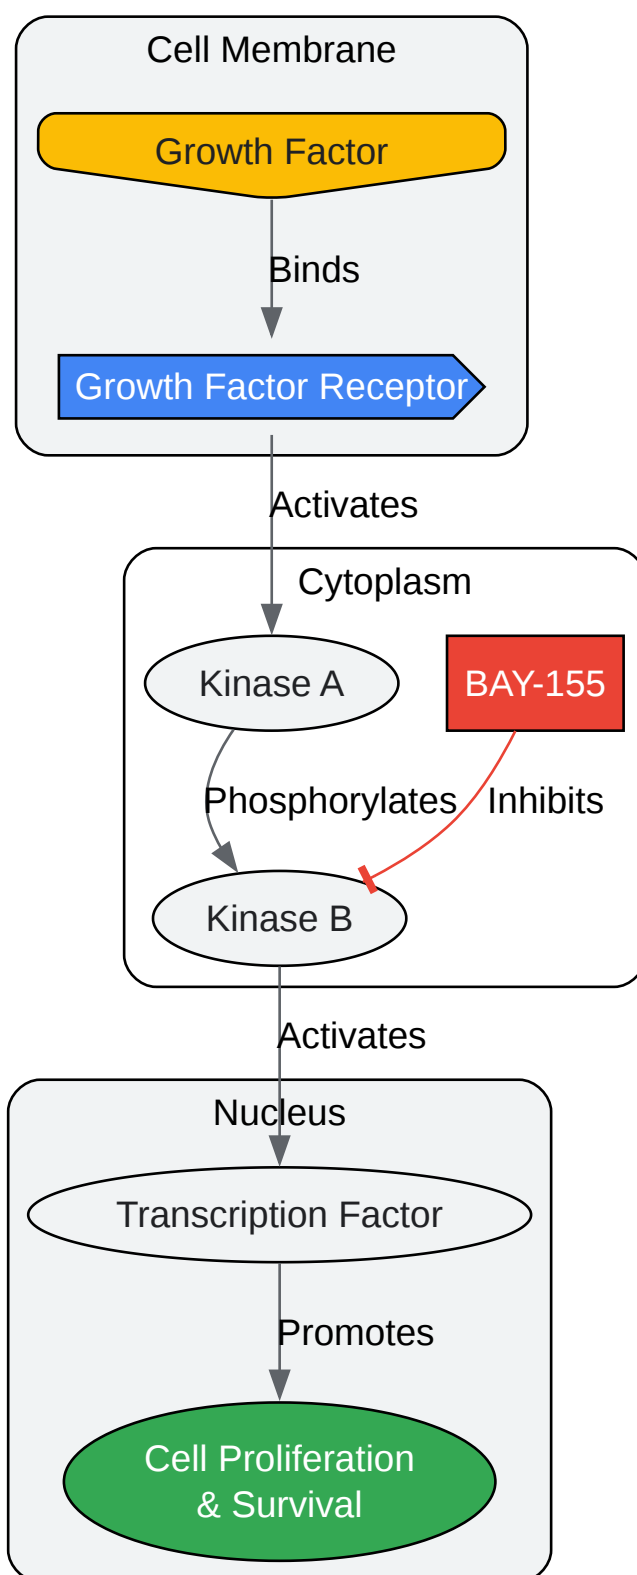 Cell Membrane
Growth Factor
Binds
Growth Factor Receptor
Activates
Cytoplasm
Kinase A
BAY-155
Phosphorylates
Inhibits
Kinase B
Activates
Nucleus
Transcription Factor
Promotes
Cell Proliferation
& Survival